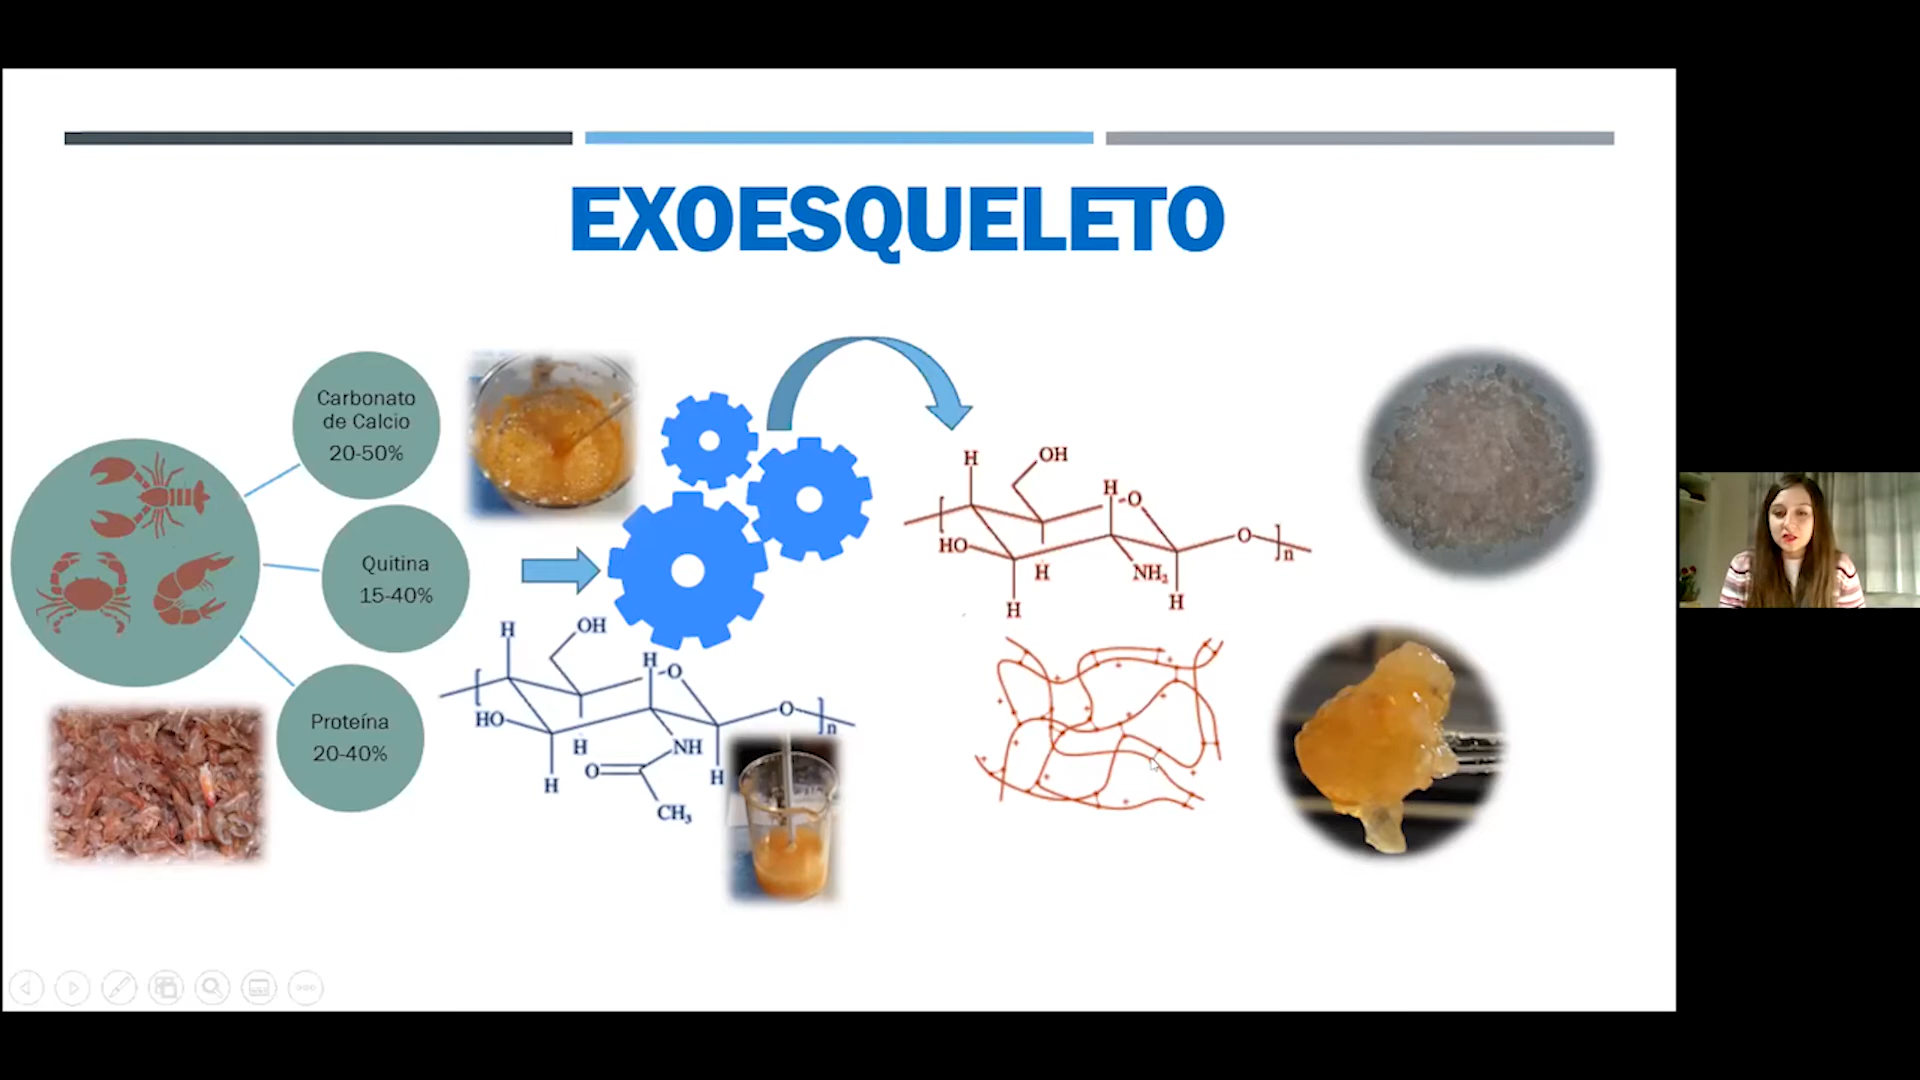 EXOESQUELETO
Carbonato
de Calcio
20-50%
Quitina
15-40%
Proteína
20-40%
H
OH
H
O
HO
H
NH
H
H
O
O
CH₃
n
H
OH
H
O
HO
H
NH₂
H
H
O
n